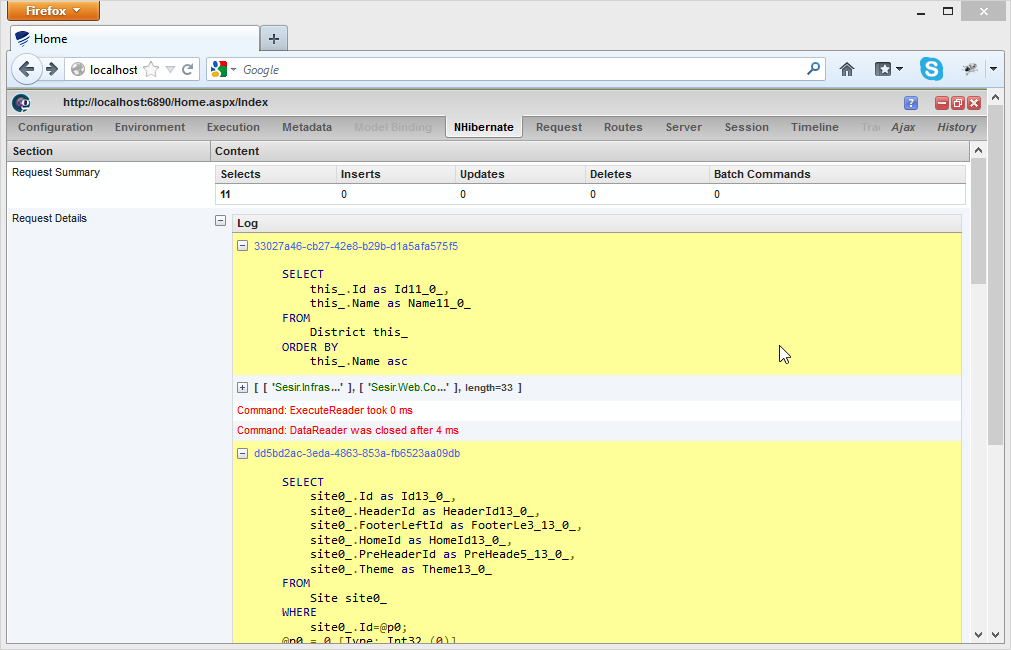 Firefox
Home
localhost
Google
http://localhost:6890/Home.aspx/Index
Configuration Environment Execution Metadata Model Binding NHibernate Request Routes Server Session Timeline Ajax History
Section Content
Request Summary
Selects Inserts Updates Deletes Batch Commands
11 0 0 0 0
Request Details
Log
33027a46-cb27-42e8-b29b-d1a5afa575f5
SELECT
this_.Id as Id11_0_,
this_.Name as Name11_0_
FROM
District this_
ORDER BY
this_.Name asc
[ [ 'Sesir.Infras...' ], [ 'Sesir.Web.Co...' ], length=33 ]
Command: ExecuteReader took 0 ms
Command: DataReader was closed after 4 ms
dd5bd2ac-3eda-4863-853a-fb6523aa09db
SELECT
site0_.Id as Id13_0_,
site0_.HeaderId as HeaderId13_0_,
site0_.FooterLeftId as FooterLe3_13_0_,
site0_.HomeId as HomeId13_0_,
site0_.PreHeaderId as PreHeade5_13_0_,
site0_.Theme as Theme13_0_
FROM
Site site0_
WHERE
site0_.Id=@p0;
@p0 = 0 [Type: Int32 (0)]